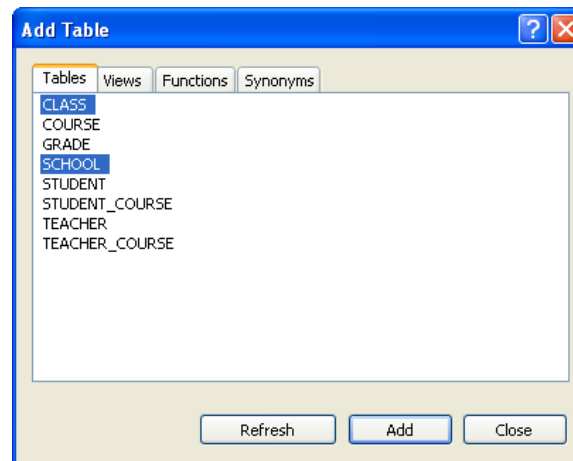 Add Table
?
Tables Views Functions Synonyms
CLASS
COURSE
GRADE
SCHOOL
STUDENT
STUDENT_COURSE
TEACHER
TEACHER_COURSE
Refresh Add Close